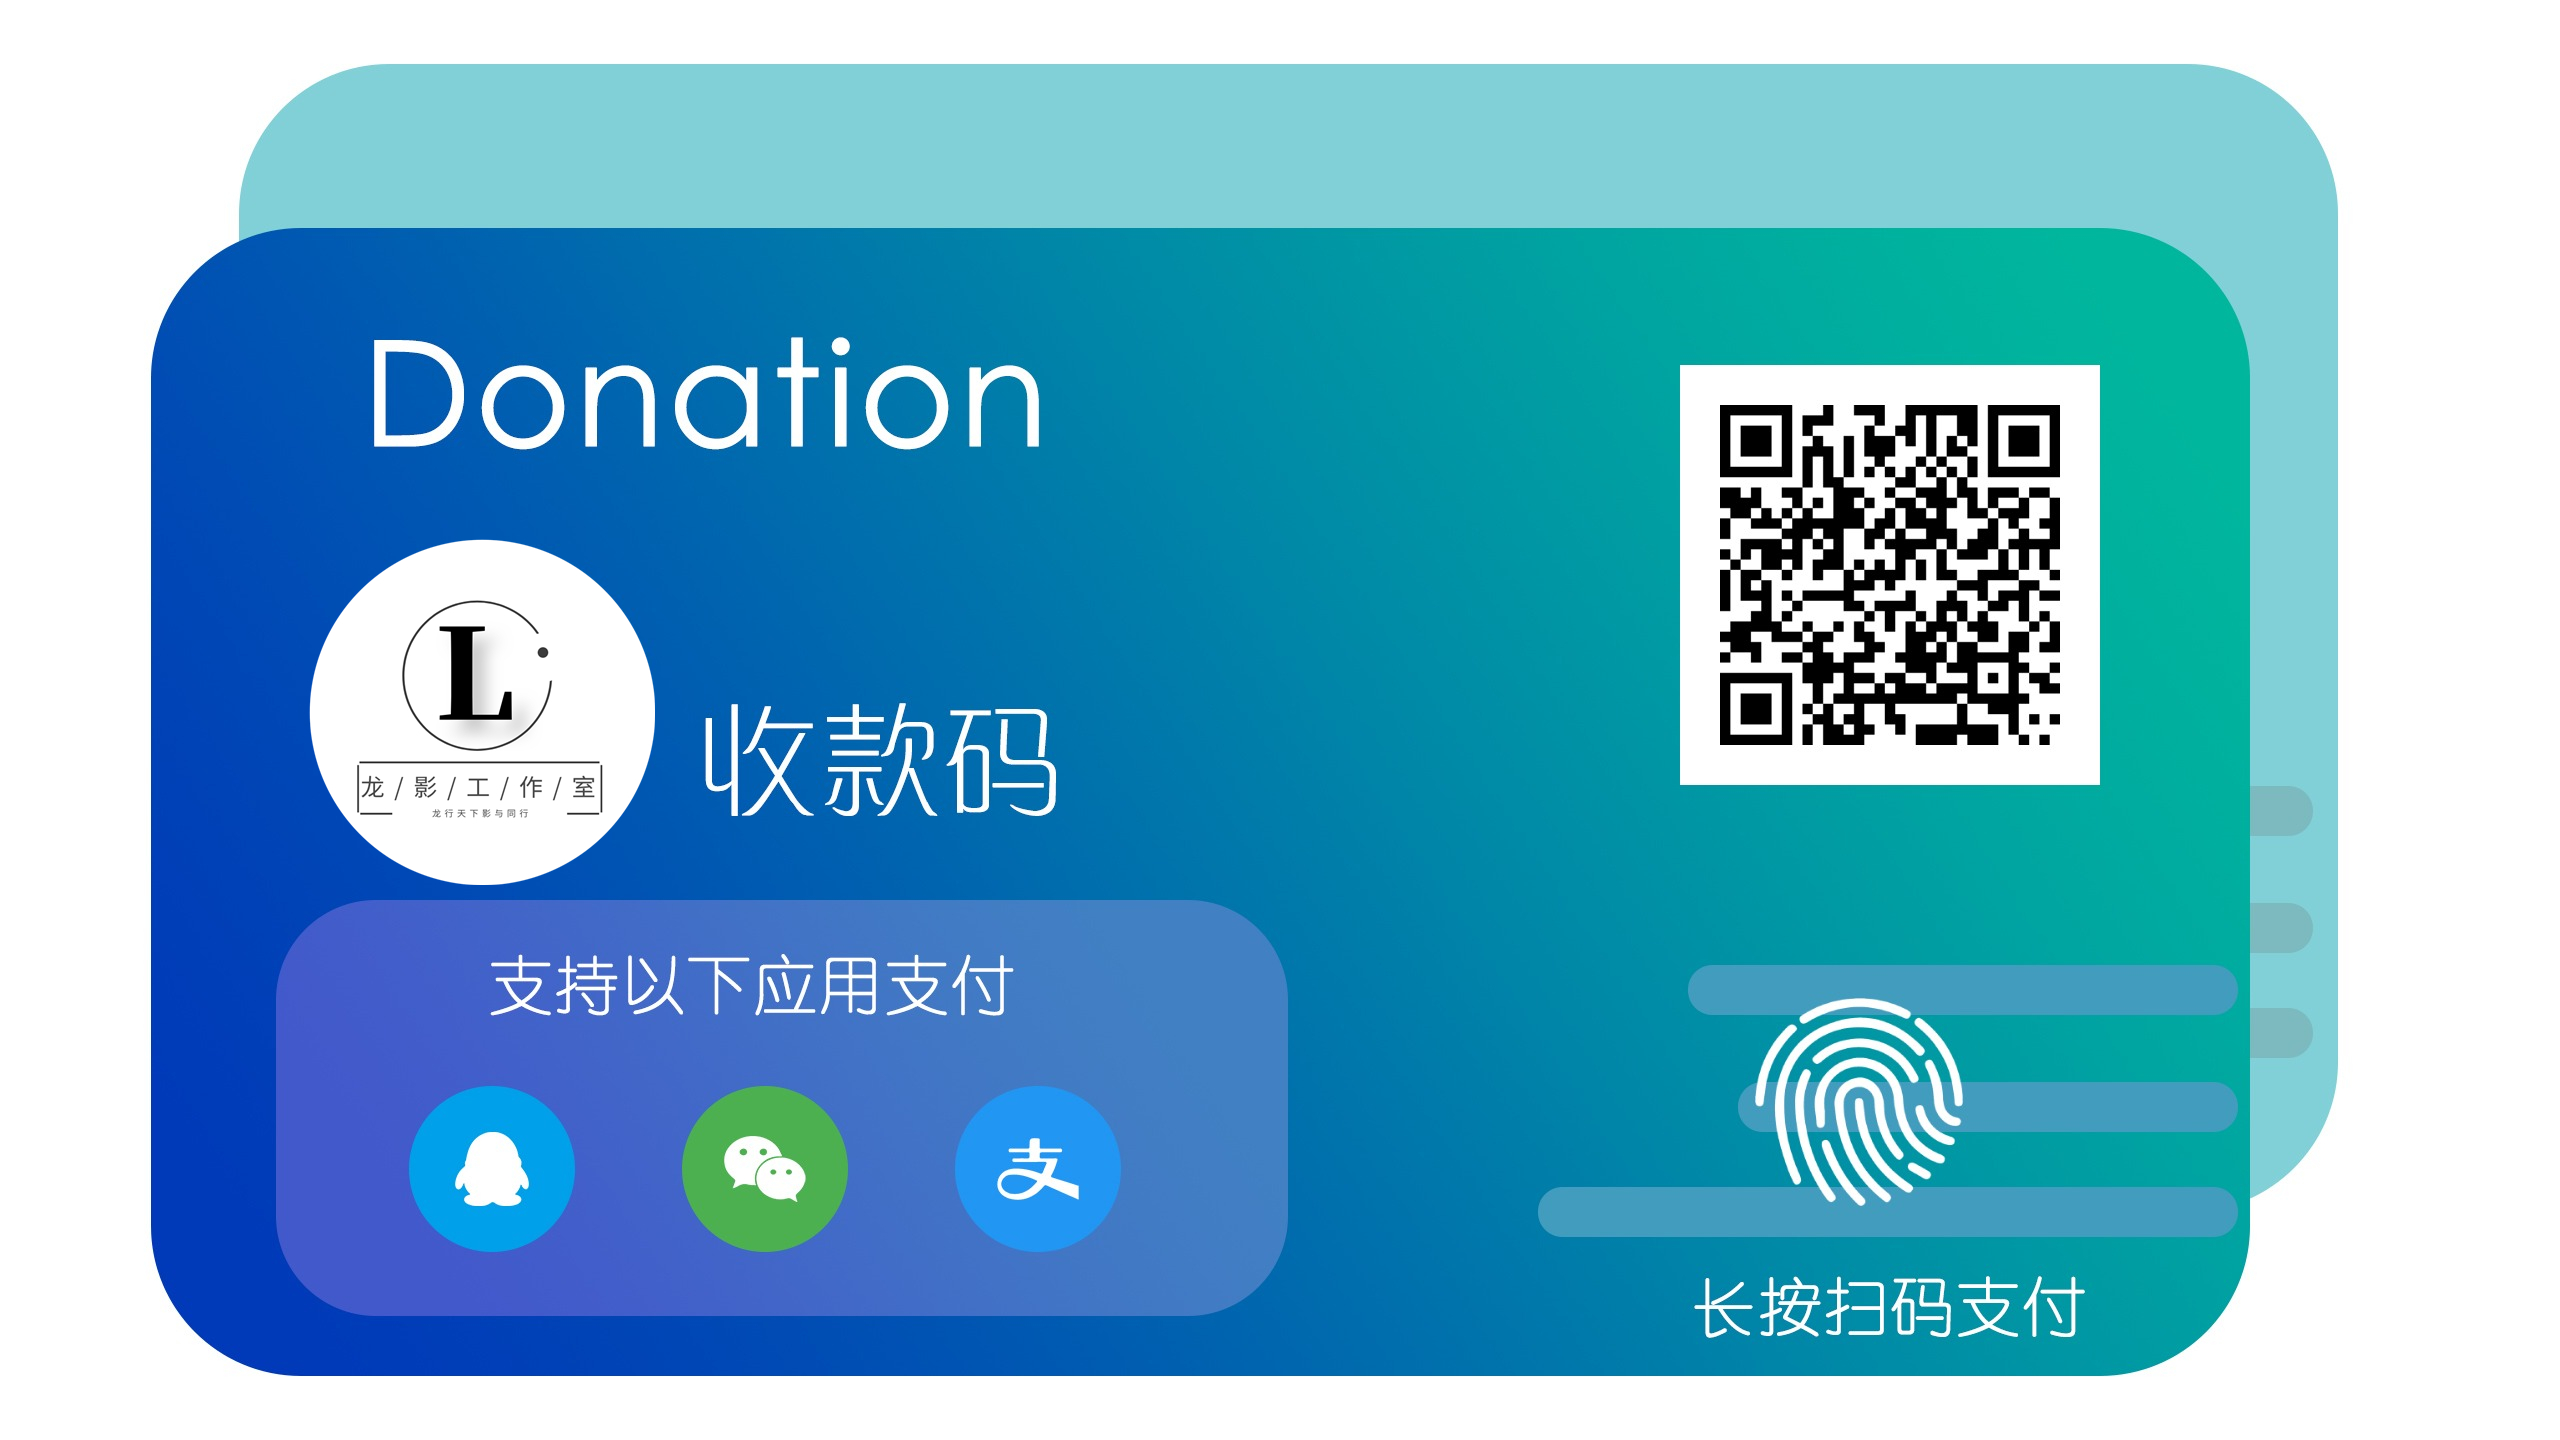 Donation
L
龙/影/工/作/室
龙行天下影与同行
收款码
支持以下应用支付
支
长按扫码支付